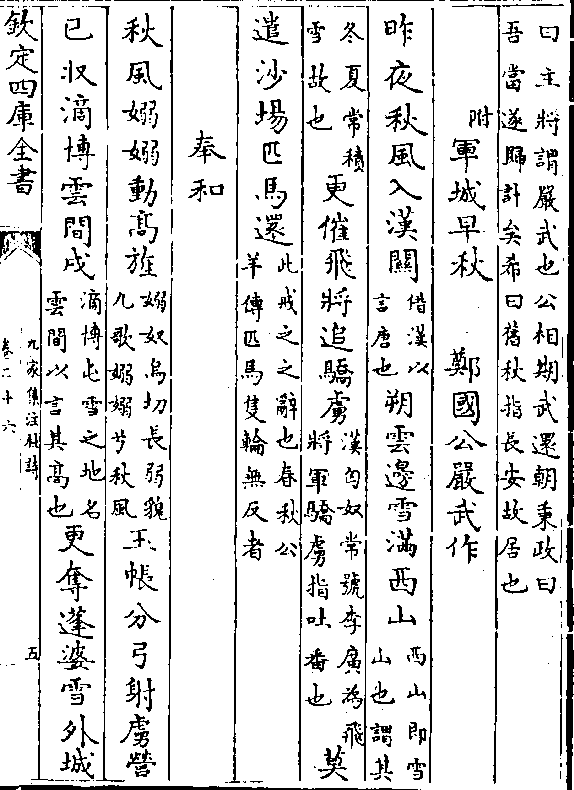 曰主將謂嚴武也公相期武還朝秉政曰
吾當遂歸計矣希曰舊秋指長安故居也
附軍城早秋 鄭國公嚴武作
昨夜秋風入漢關借漢以言唐也朔雲邊雪滿西山西山即雪山也謂其
冬夏常積雪故也更催飛將追驕虜漢匈奴常號李廣為飛將軍驕虜指吐番也莫
遣沙場匹馬還此戒之之辭也春秋公羊傳匹馬隻輪無反者
奉和
秋風嫋嫋動高旌嫋奴鳥切長弱貌九歌嫋嫋兮秋風玉帳分弓射虜營
已收滴博雲間戍滴博屯雪之地名雲間以言其高也更奪蓬婆雪外城
欽定四庫全書
九家集注杜詩
卷二十六
五